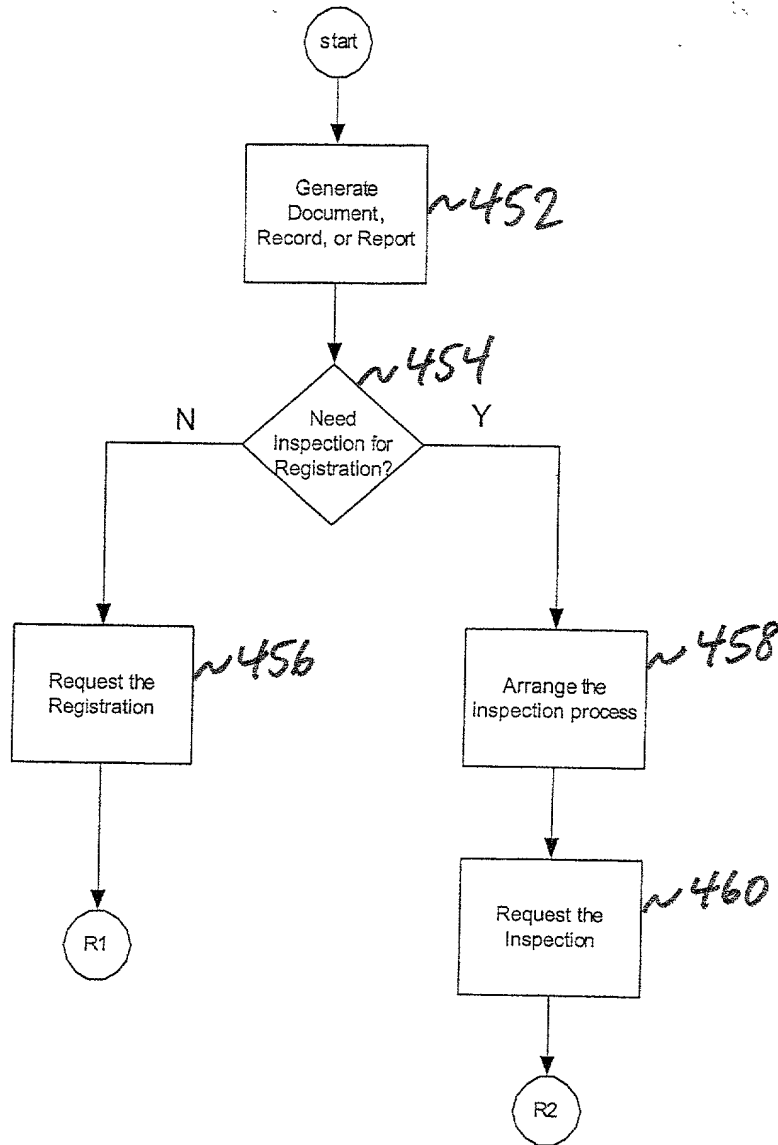 start
Generate
Document,
Record, or Report
~452
~454
Need
Inspection for
Registration?
N
Y
Request the
Registration
~456
Arrange the
inspection process
~458
Request the
Inspection
~460
R1
R2